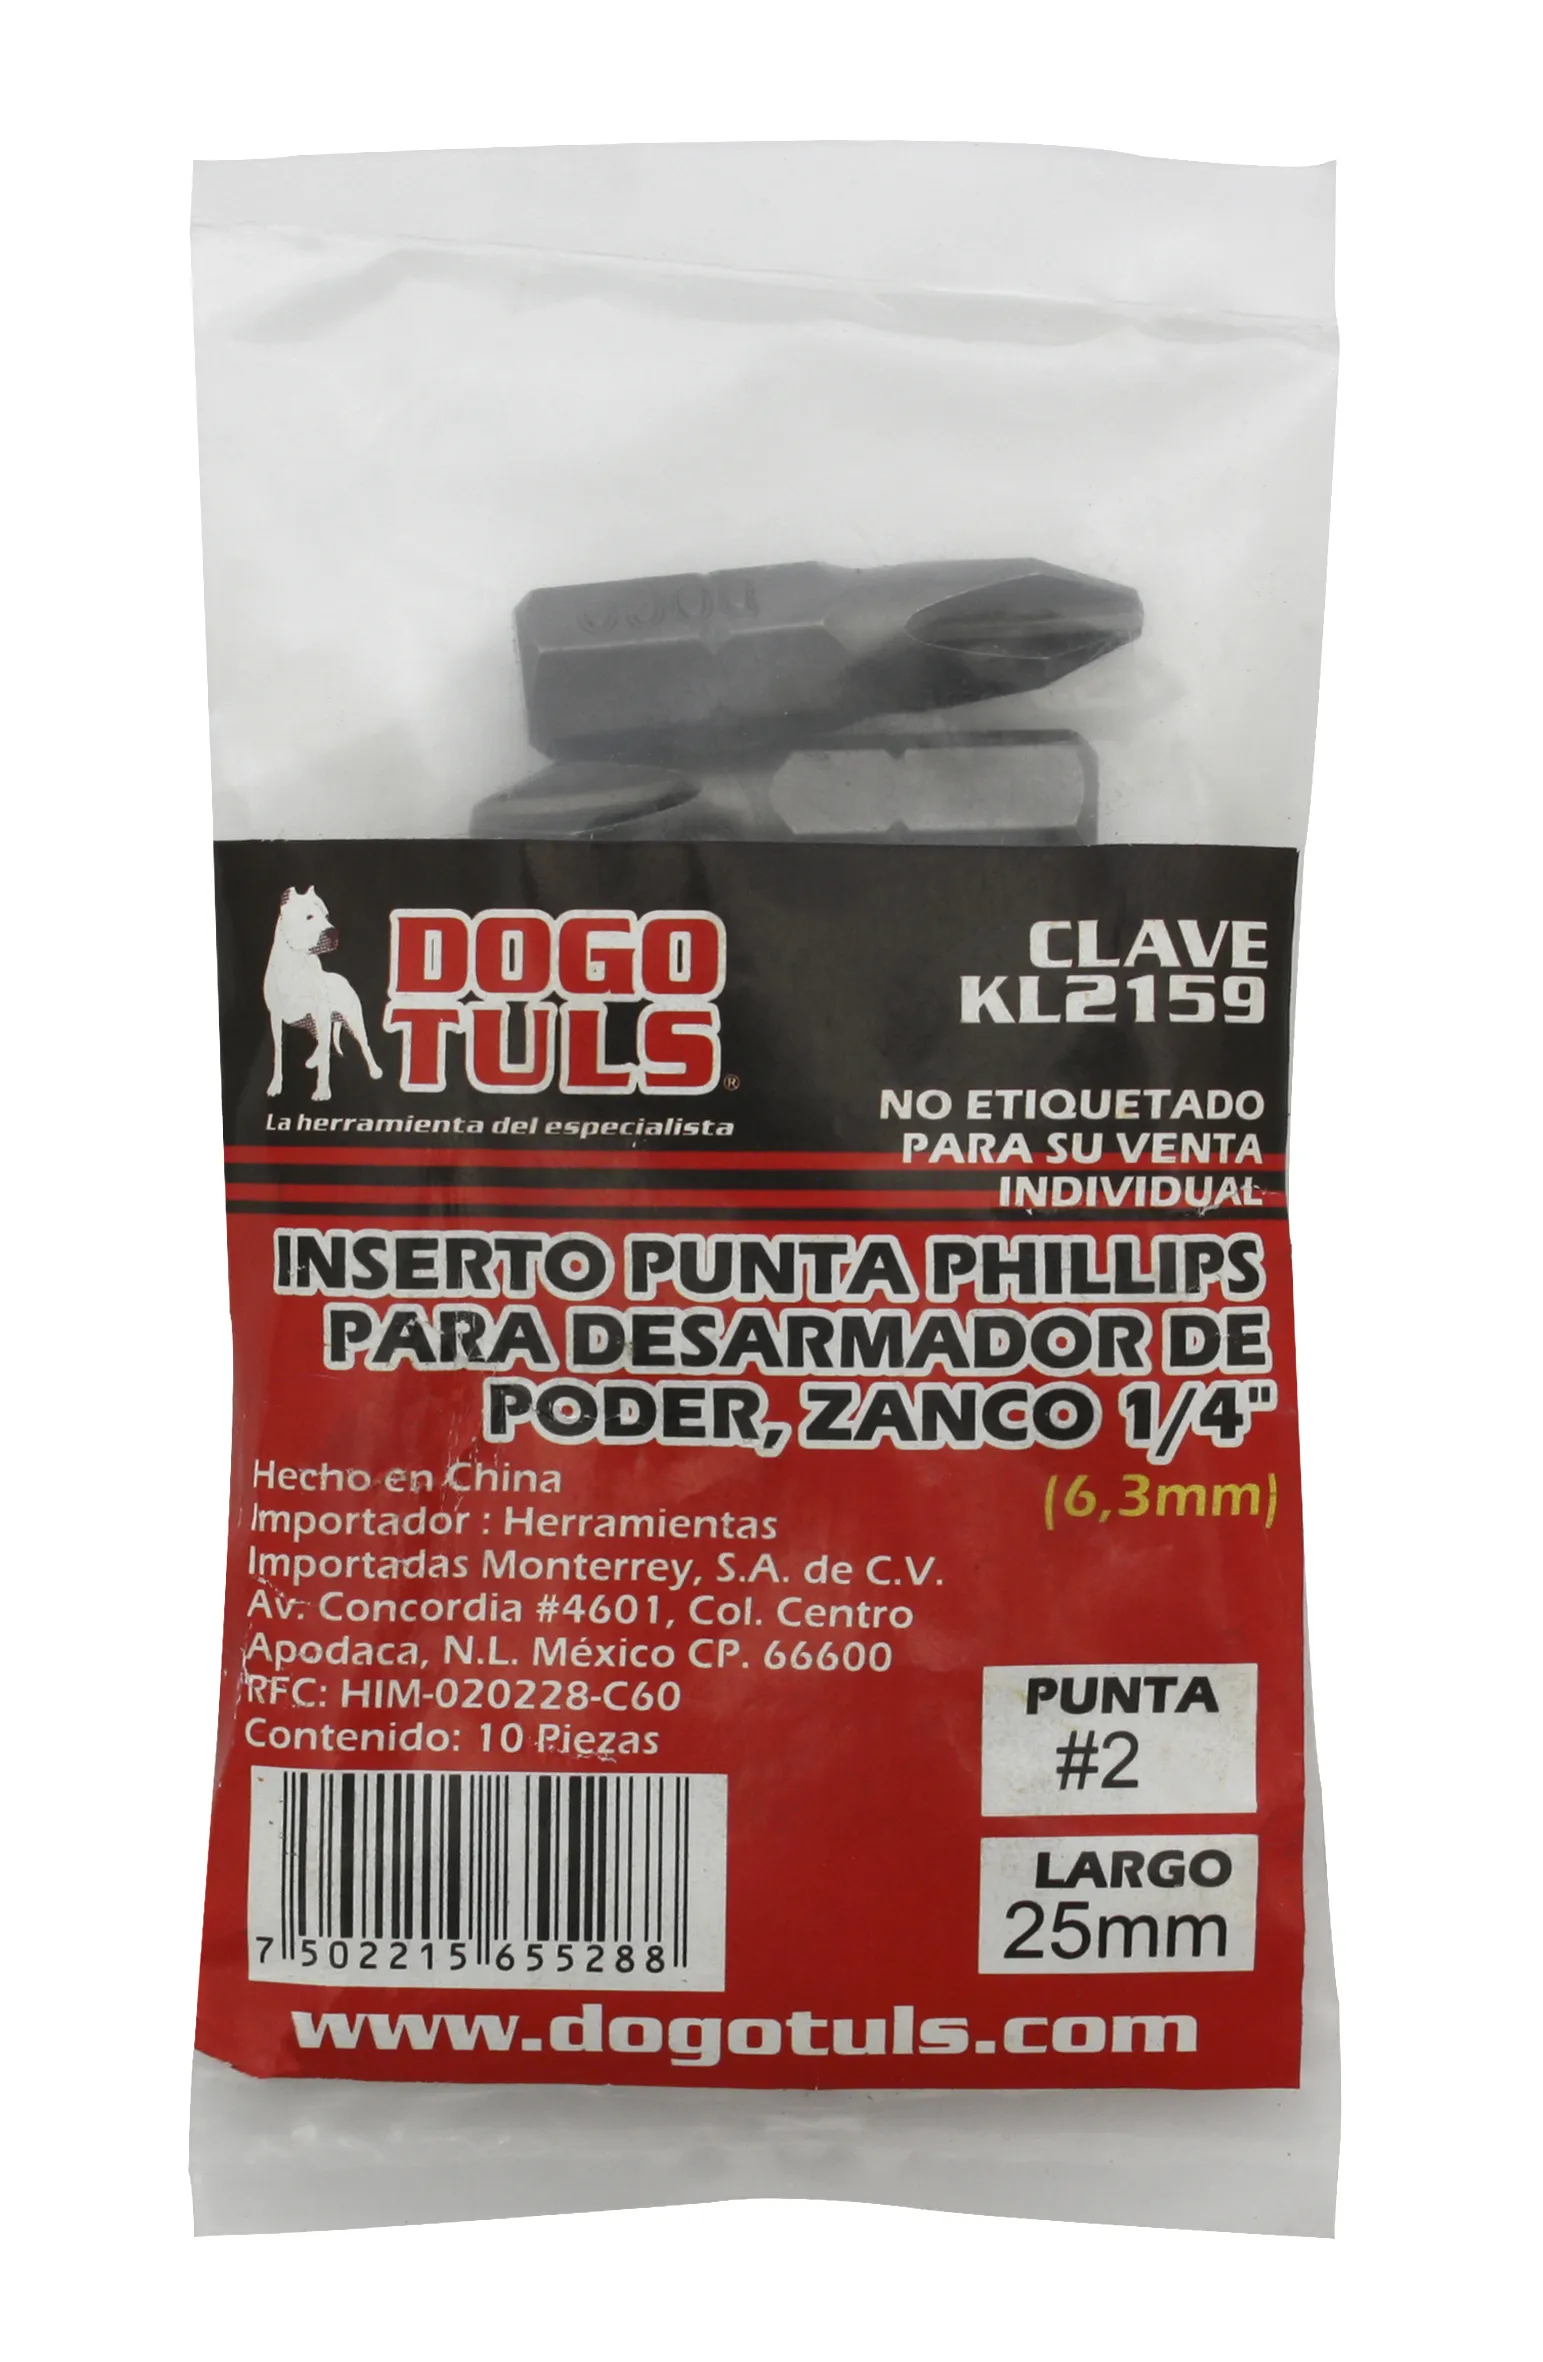 DOGO
TULS®
La herramienta del especialista
CLAVE
KL2159
NO ETIQUETADO
PARA SU VENTA
INDIVIDUAL
INSERTO PUNTA PHILLIPS
PARA DESARMADOR DE
PODER, ZANCO 1/4"
(6,3mm)
Hecho en China
Importador : Herramientas
Importadas Monterrey, S.A. de C.V.
Av. Concordia #4601, Col. Centro
Apodaca, N.L. México CP. 66600
RFC: HIM-020228-C60
Contenido: 10 Piezas
PUNTA
#2
LARGO
25mm
7 502215 655288
www.dogotuls.com